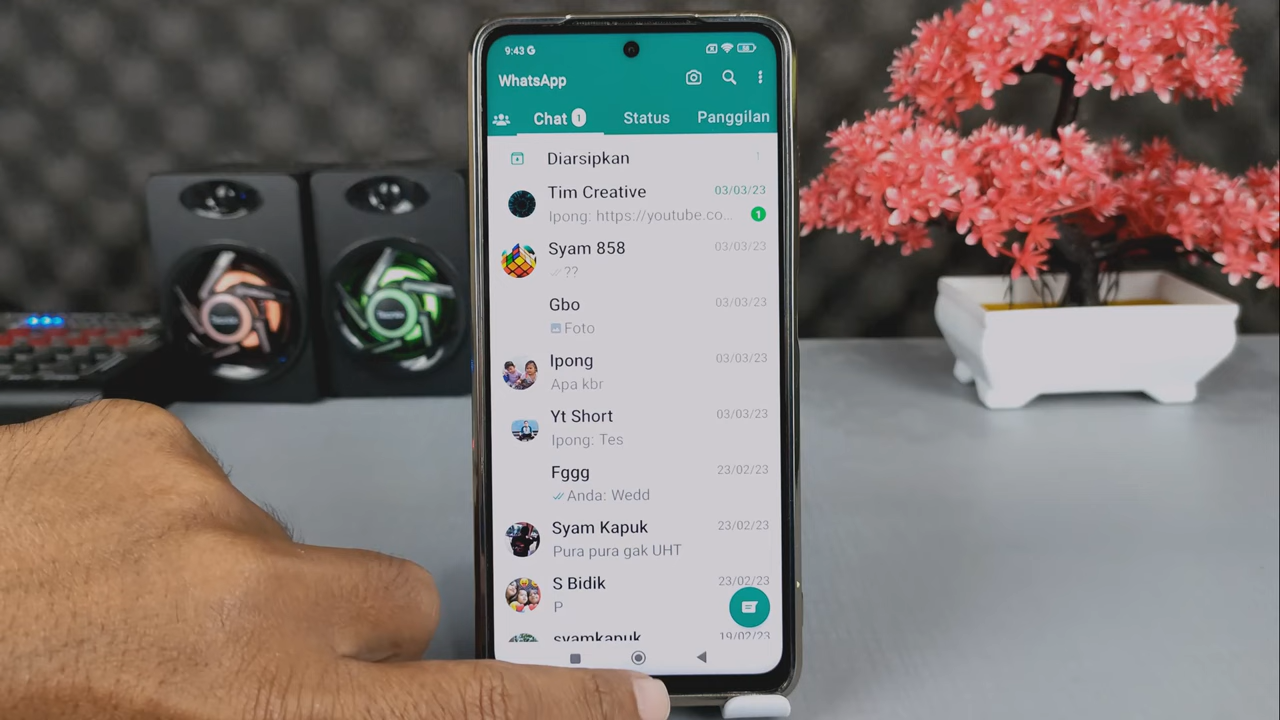 9:43
58
WhatsApp
Chat 1
Status
Panggilan
Diarsipkan
1
Tim Creative
03/03/23
Ipong: https://youtube.co...
1
Syam 858
03/03/23
??
Gbo
03/03/23
Foto
Ipong
03/03/23
Apa kbr
Yt Short
03/03/23
Ipong: Tes
Fggg
23/02/23
Anda: Wedd
Syam Kapuk
23/02/23
Pura pura gak UHT
S Bidik
23/02/23
P
syamkapuk
19/02/23